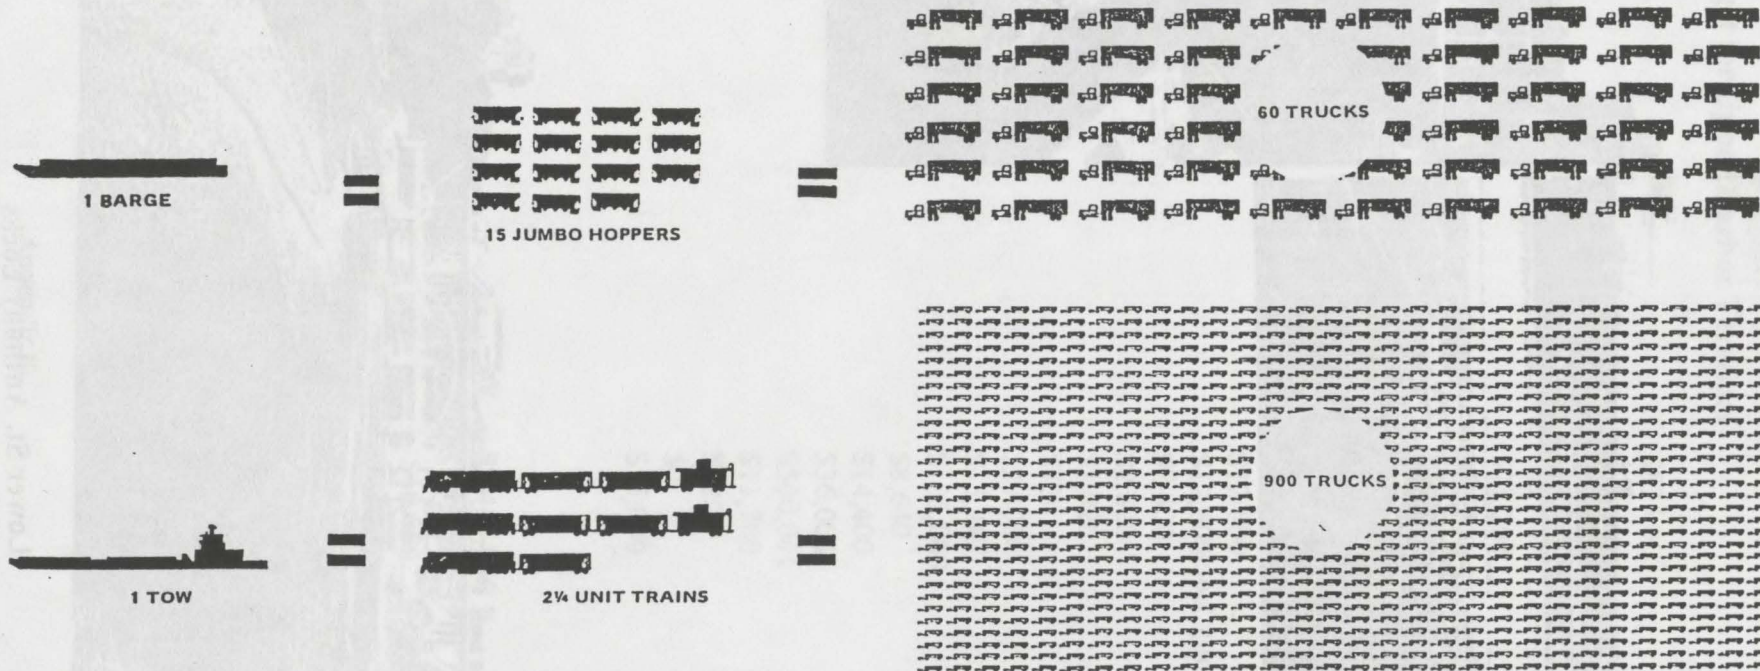 60 TRUCKS
1 BARGE
15 JUMBO HOPPERS
900 TRUCKS
1 TOW
2¼ UNIT TRAINS